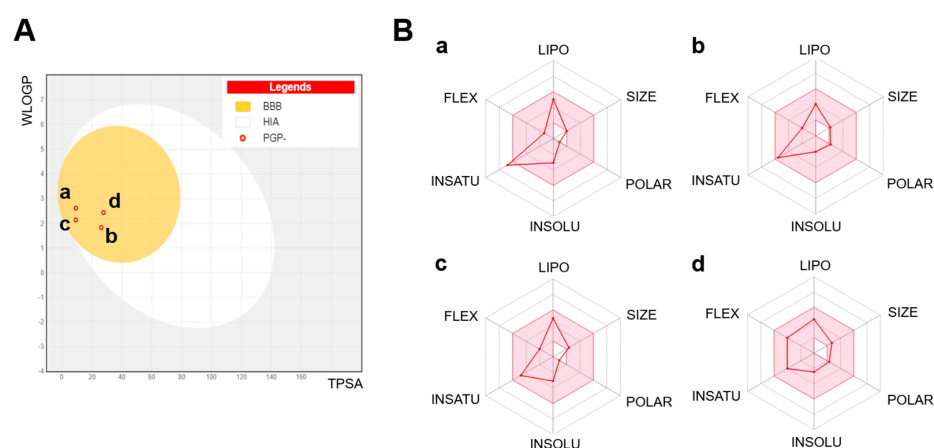 A
WLOGP
7
6
5
4
3
2
1
0
-1
-2
-3
-4
0
20
40
60
80
100
120
140
160
TPSA
Legends
BBB
HIA
PGP-
a
d
c
b
B
a
LIPO
SIZE
POLAR
INSOLU
INSATU
FLEX
b
LIPO
SIZE
POLAR
INSOLU
INSATU
FLEX
c
LIPO
SIZE
POLAR
INSOLU
INSATU
FLEX
d
LIPO
SIZE
POLAR
INSOLU
INSATU
FLEX